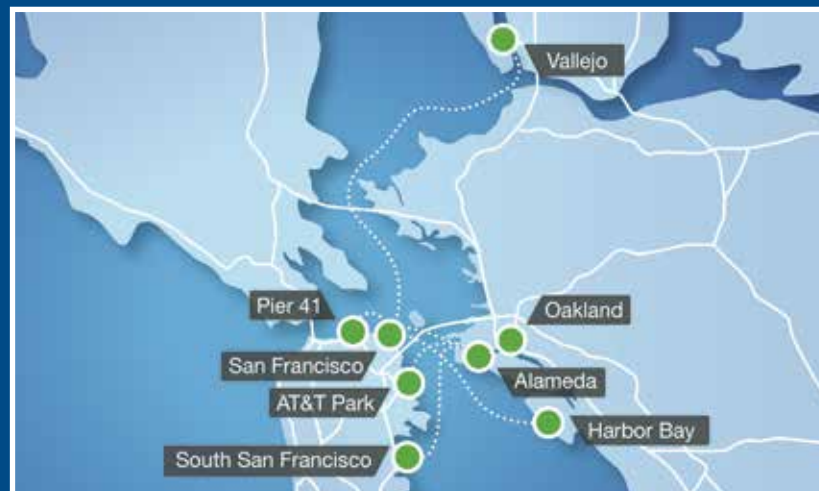 Vallejo
Pier 41
Oakland
San Francisco
Alameda
AT&T Park
Harbor Bay
South San Francisco